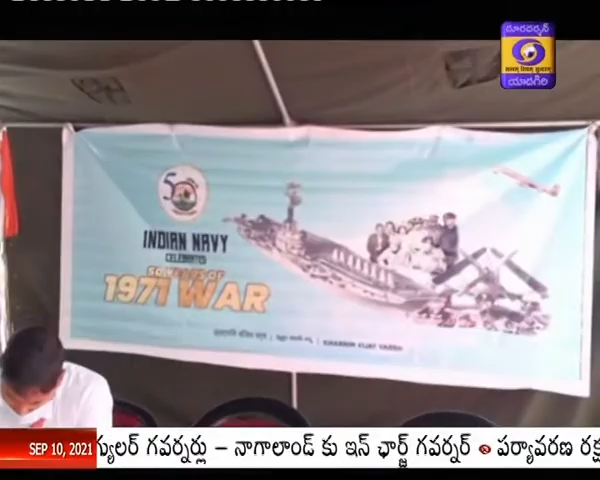 దూరదర్శన్
యాదగిరి
50
INDIAN NAVY
CELEBRATES
50 YEARS OF
1971 WAR
SWARNIM VIJAY VARSH
SEP 10, 2021
గ్యులర్ గవర్నర్లు – నాగాలాండ్ కు ఇన్ ఛార్జ్ గవర్నర్ పర్యావరణ రక్ష